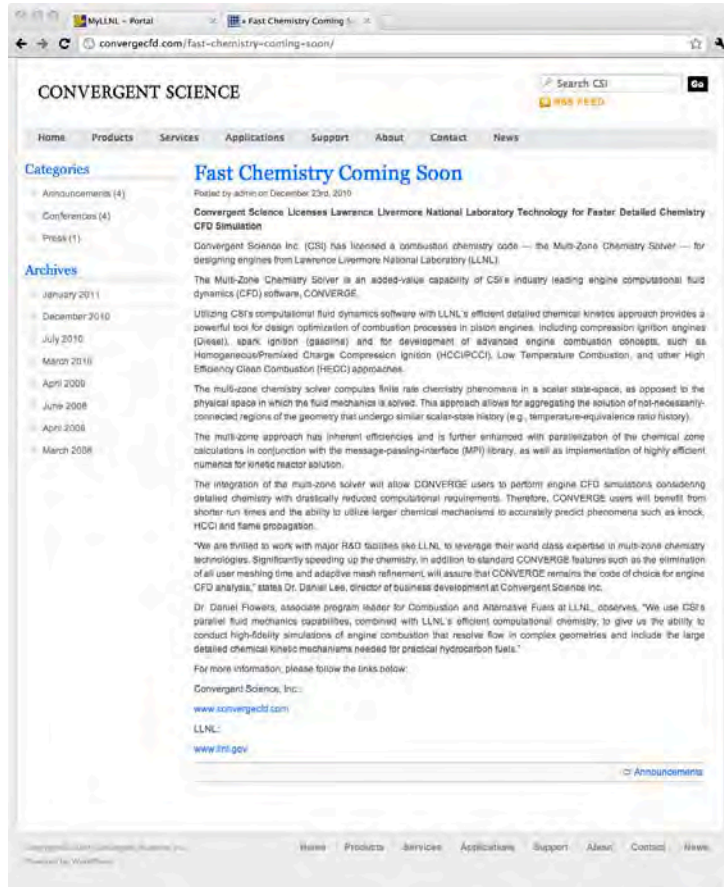 MyLLNL – Portal
Fast Chemistry Coming
convergecfd.com/fast-chemistry-coming-soon/
CONVERGENT SCIENCE
Search CSI
Go
RSS FEED
Home Products Services Applications Support About Contact News
Categories
Announcements (4)
Conferences (4)
Press (1)
Archives
January 2011
December 2010
July 2010
March 2010
April 2009
June 2008
April 2008
March 2008
Fast Chemistry Coming Soon
Posted by admin on December 23rd, 2010
Convergent Science Licenses Lawrence Livermore National Laboratory Technology for Faster Detailed Chemistry
CFD Simulation
Convergent Science Inc. (CSI) has licensed a combustion chemistry code — the Multi-Zone Chemistry Solver — for
designing engines from Lawrence Livermore National Laboratory (LLNL).
The Multi-Zone Chemistry Solver is an added-value capability of CSI's industry leading engine computational fluid
dynamics (CFD) software, CONVERGE.
Utilizing CSI's computational fluid dynamics software with LLNL's efficient detailed chemical kinetics approach provides a
powerful tool for design optimization of combustion processes in piston engines, including compression ignition engines
(Diesel), spark ignition (gasoline) and for development of advanced engine combustion concepts, such as
Homogeneous/Premixed Charge Compression Ignition (HCCI/PCCI), Low Temperature Combustion, and other High
Efficiency Clean Combustion (HECC) approaches.
The multi-zone chemistry solver computes finite rate chemistry phenomena in a scalar state-space, as opposed to the
physical space in which the fluid mechanics is solved. This approach allows for aggregating the solution of not-necessarily-
connected regions of the geometry that undergo similar scalar-state history (e.g., temperature-equivalence ratio history).
The multi-zone approach has inherent efficiencies and is further enhanced with parallelization of the chemical zone
calculations in conjunction with the message-passing-interface (MPI) library, as well as implementation of highly efficient
numerics for kinetic reactor solution.
The integration of the multi-zone solver will allow CONVERGE users to perform engine CFD simulations considering
detailed chemistry with drastically reduced computational requirements. Therefore, CONVERGE users will benefit from
shorter run times and the ability to utilize larger chemical mechanisms to accurately predict phenomena such as knock,
HCCI and flame propagation.
"We are thrilled to work with major R&D facilities like LLNL to leverage their world class expertise in multi-zone chemistry
technologies. Significantly speeding up the chemistry, in addition to standard CONVERGE features such as the elimination
of all user meshing time and adaptive mesh refinement, will assure that CONVERGE remains the code of choice for engine
CFD analysis," states Dr. Daniel Lee, director of business development at Convergent Science Inc.
Dr. Daniel Flowers, associate program leader for Combustion and Alternative Fuels at LLNL, observes, "We use CSI's
parallel fluid mechanics capabilities, combined with LLNL's efficient computational chemistry, to give us the ability to
conduct high-fidelity simulations of engine combustion that resolve flow in complex geometries and include the large
detailed chemical kinetic mechanisms needed for practical hydrocarbon fuels."
For more information, please follow the links below:
Convergent Science, Inc.:
www.convergecfd.com
LLNL:
www.llnl.gov
Announcements
Home Products Services Applications Support About Contact News
Powered by WordPress